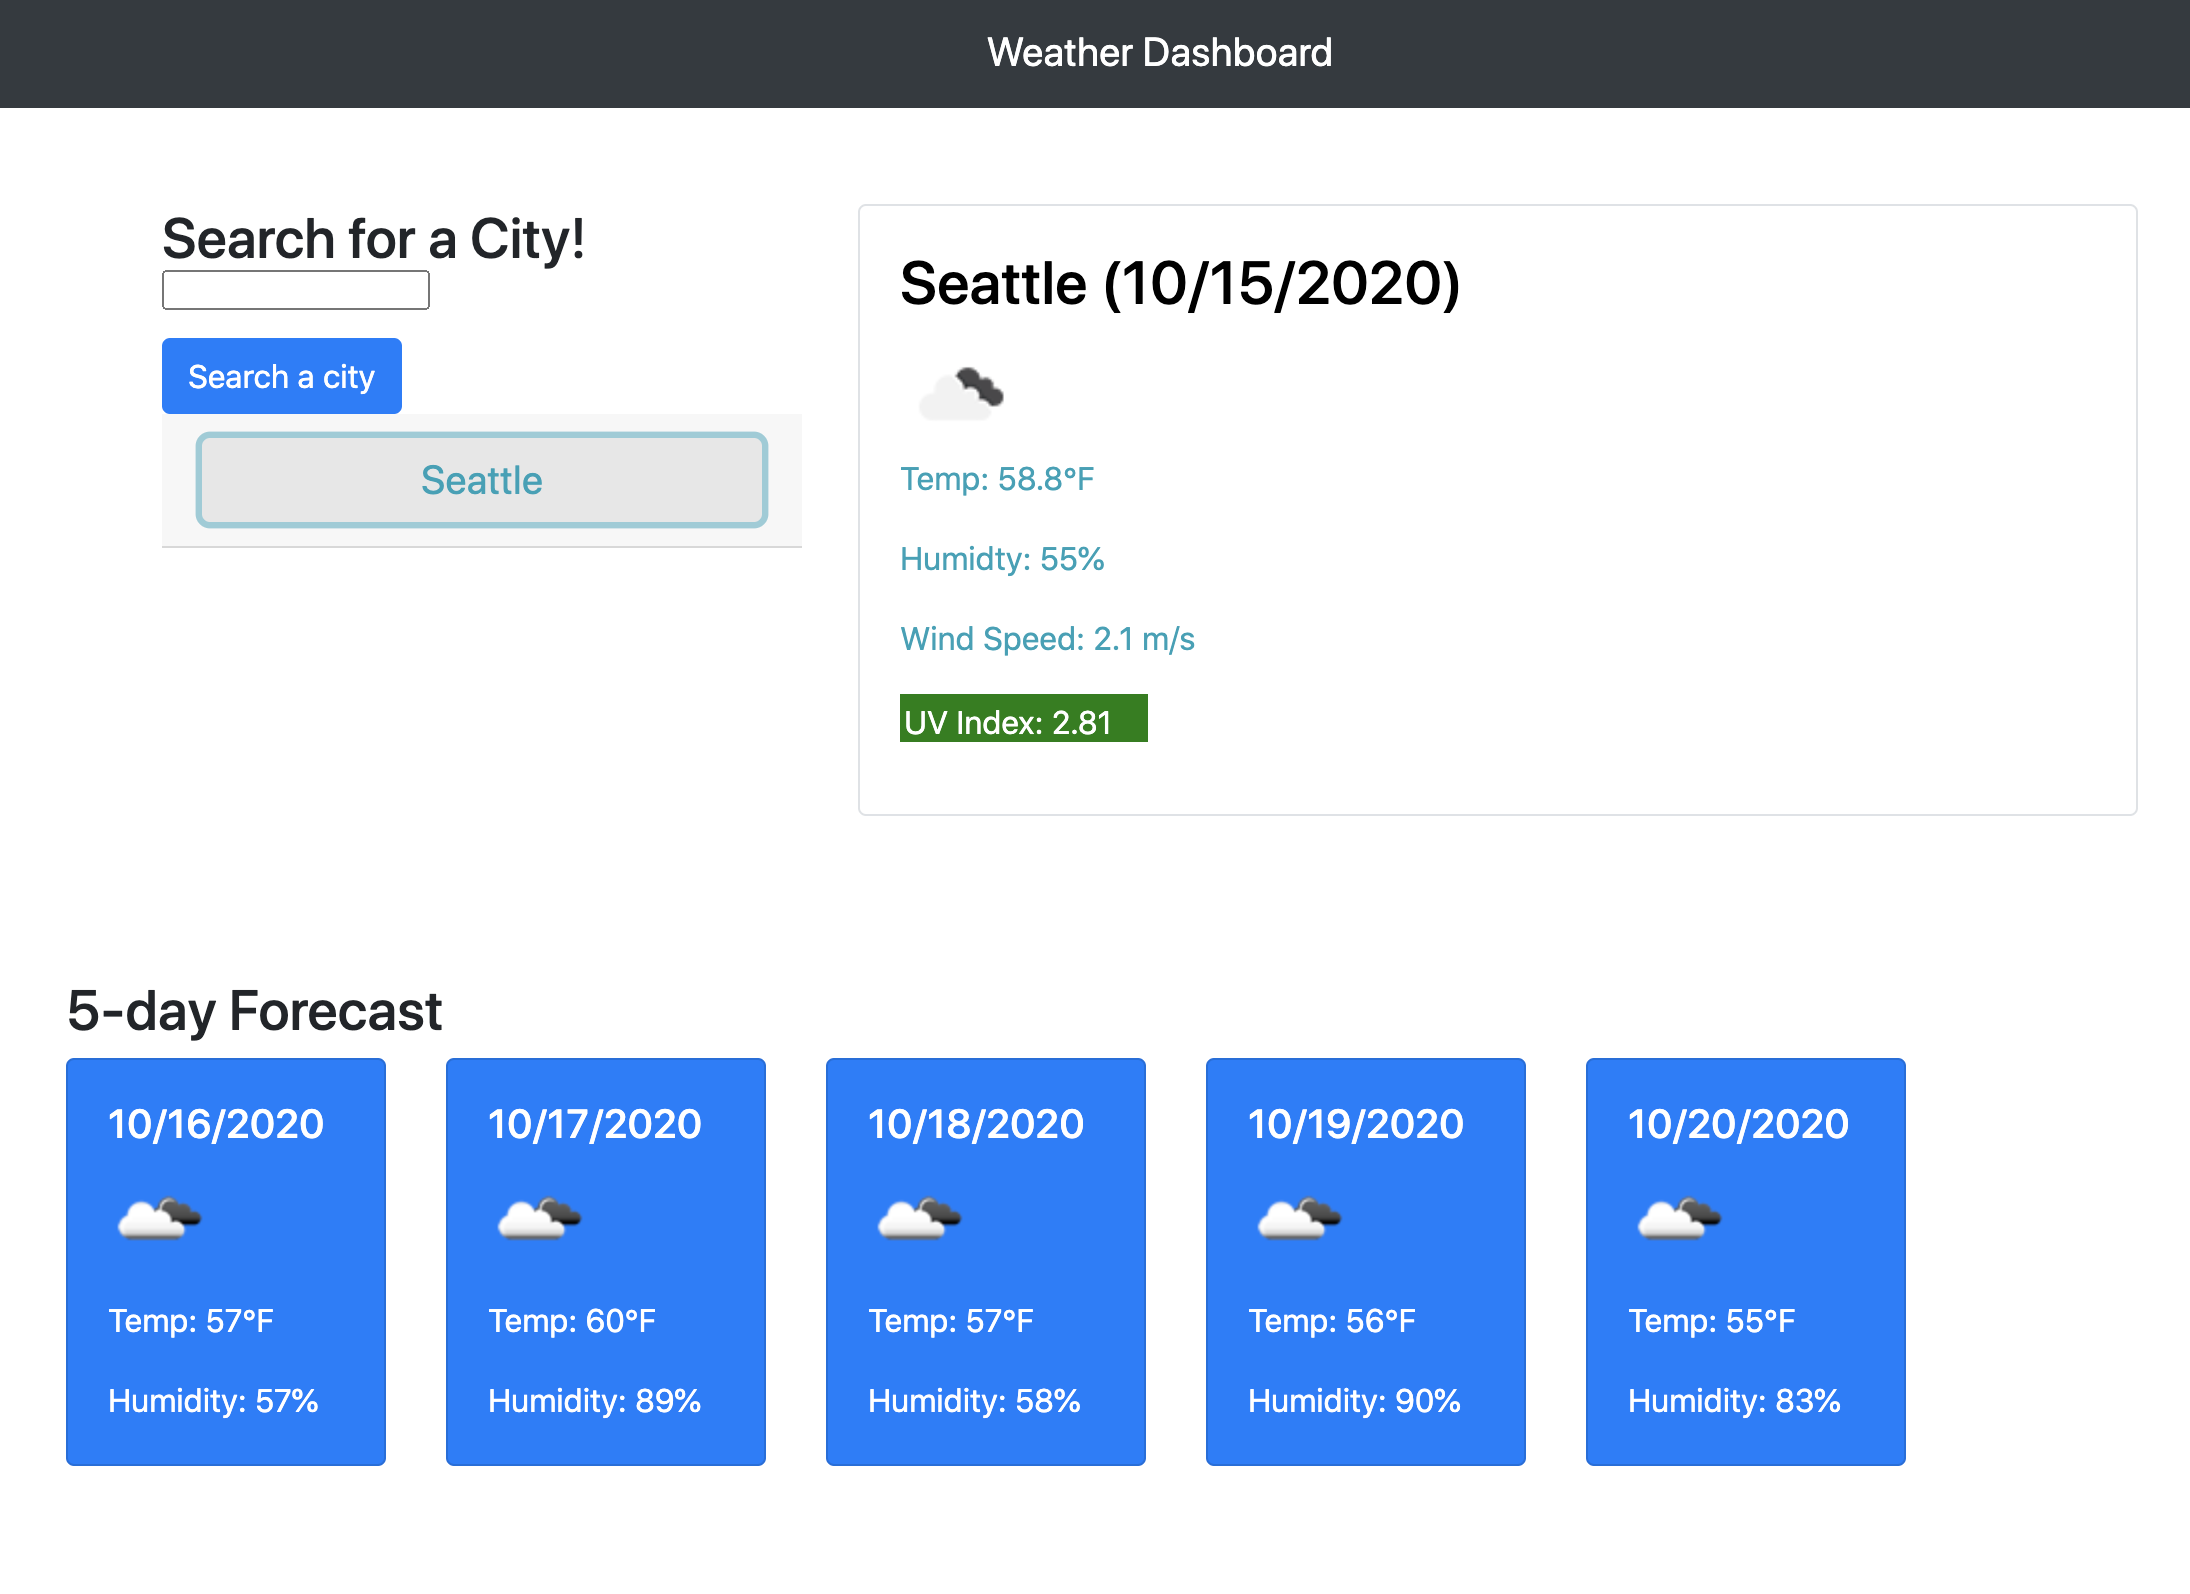 Weather Dashboard
Search for a City!
Search a city
Seattle
Seattle (10/15/2020)
Temp: 58.8°F
Humidty: 55%
Wind Speed: 2.1 m/s
UV Index: 2.81
5-day Forecast
10/16/2020
Temp: 57°F
Humidity: 57%
10/17/2020
Temp: 60°F
Humidity: 89%
10/18/2020
Temp: 57°F
Humidity: 58%
10/19/2020
Temp: 56°F
Humidity: 90%
10/20/2020
Temp: 55°F
Humidity: 83%